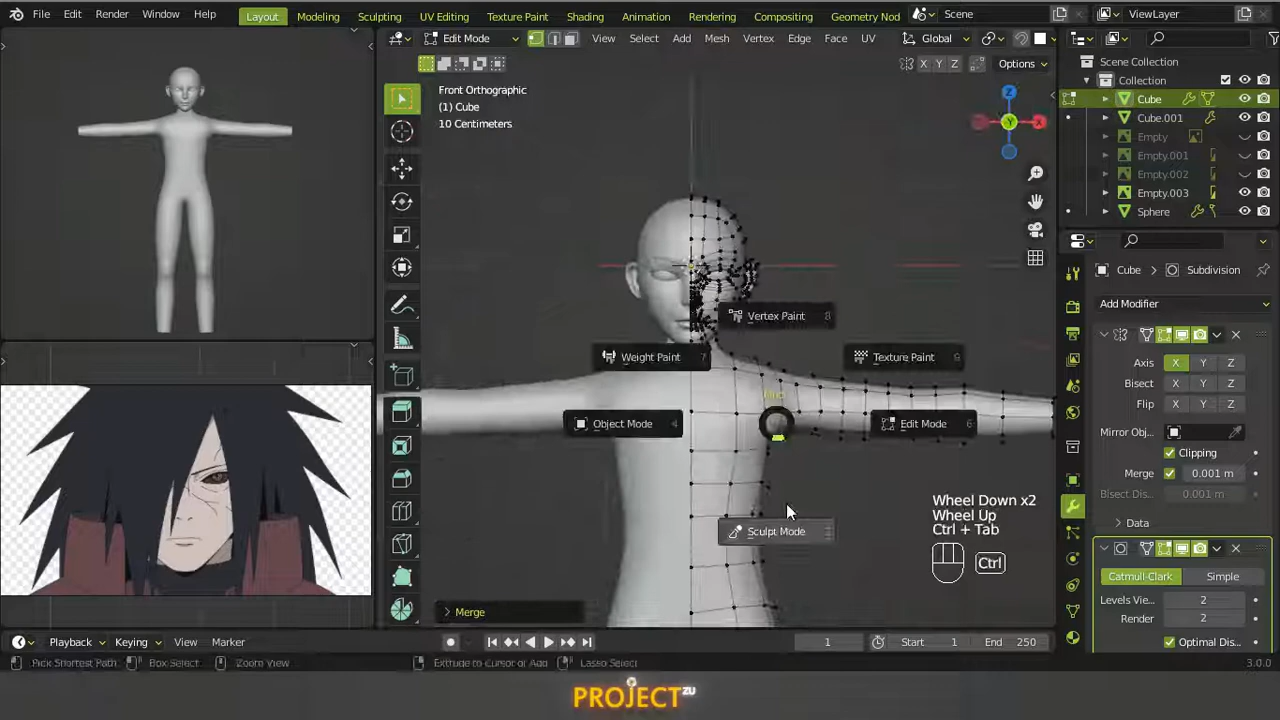 File Edit Render Window Help Layout Modeling Sculpting UV Editing Texture Paint Shading Animation Rendering Compositing Geometry Nod Scene ViewLayer
Edit Mode View Select Add Mesh Vertex Edge Face UV Global
X Y Z Options
Front Orthographic
(1) Cube
10 Centimeters
Z
Y
X
Vertex Paint 8
Weight Paint 7
Texture Paint
Object Mode 4
Edit Mode 6
Sculpt Mode
Wheel Down x2
Wheel Up
Ctrl + Tab
Ctrl
Merge
Scene Collection
Collection
Cube
Cube.001
Empty
Empty.001
Empty.002
Empty.003
Sphere
Cube Subdivision
Add Modifier
Axis X Y Z
Bisect X Y Z
Flip X Y Z
Mirror Obj..
Clipping
Merge 0.001 m
Bisect Dis... 0.001 m
Data
Catmull-Clark Simple
Levels Vie... 2
Render 2
Optimal Dis...
Playback Keying View Marker 1 Start 1 End 250
Pick Shortest Path Box Select Zoom View Extrude to Cursor or Add Lasso Select 3.0.0
PROJECT ZU